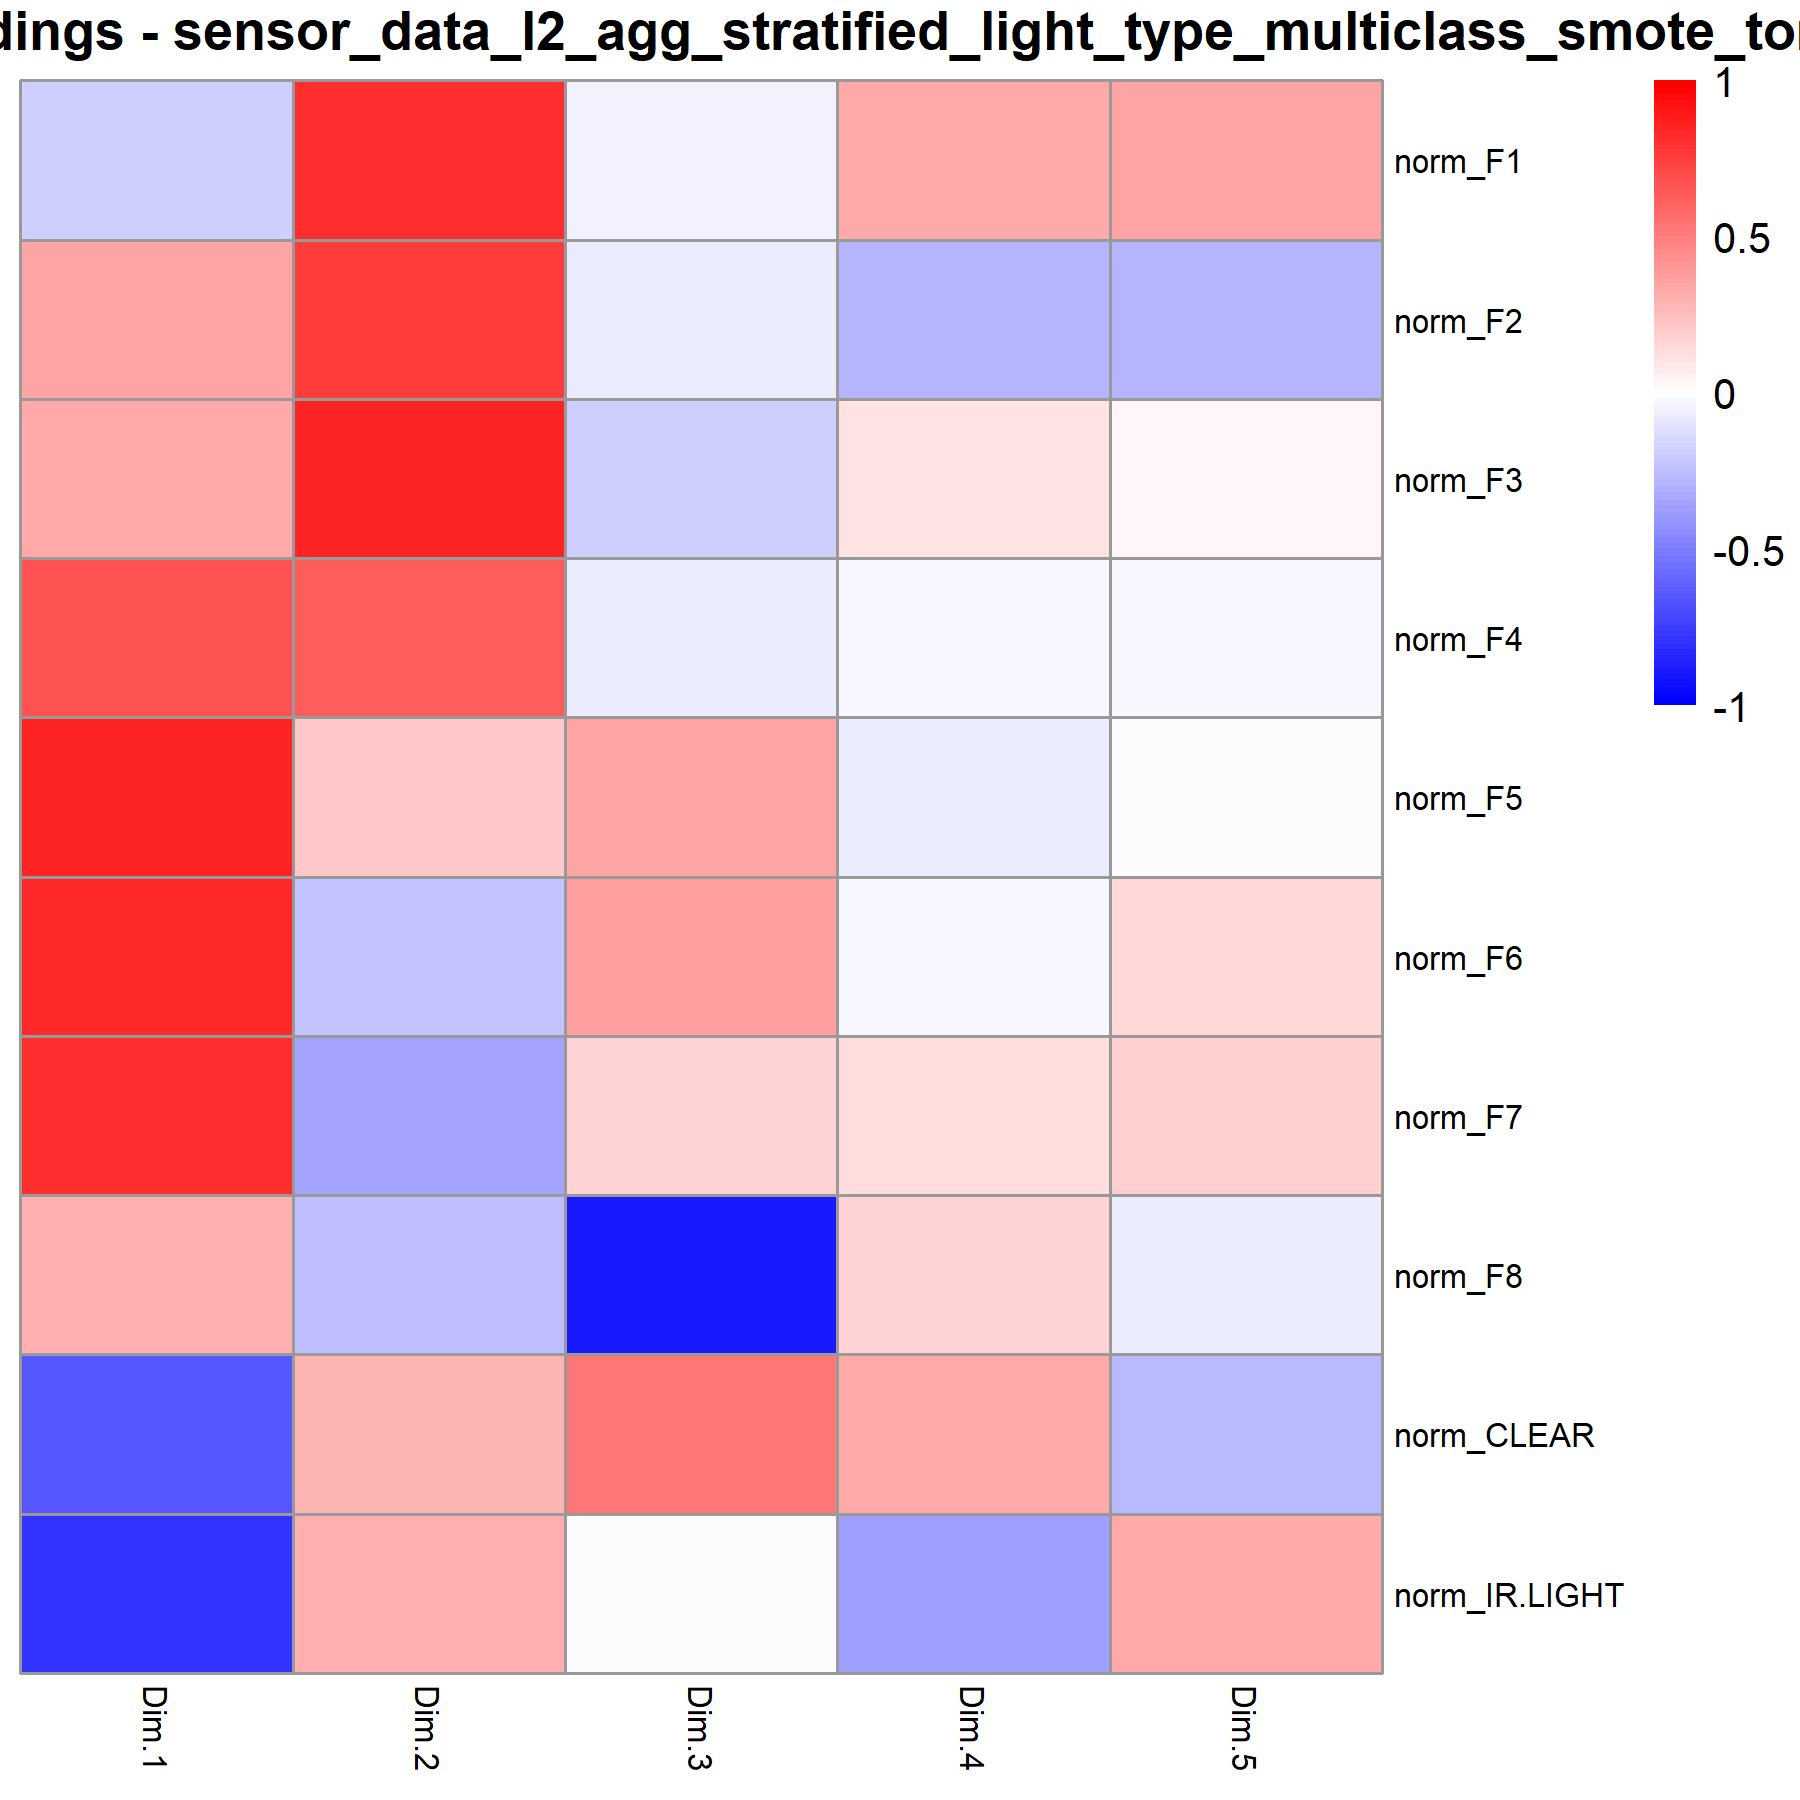 dings - sensor_data_l2_agg_stratified_light_type_multiclass_smote_to
1
norm_F1
0.5
norm_F2
0
norm_F3
-0.5
norm_F4
-1
norm_F5
norm_F6
norm_F7
norm_F8
norm_CLEAR
norm_IR.LIGHT
Dim.1
Dim.2
Dim.3
Dim.4
Dim.5